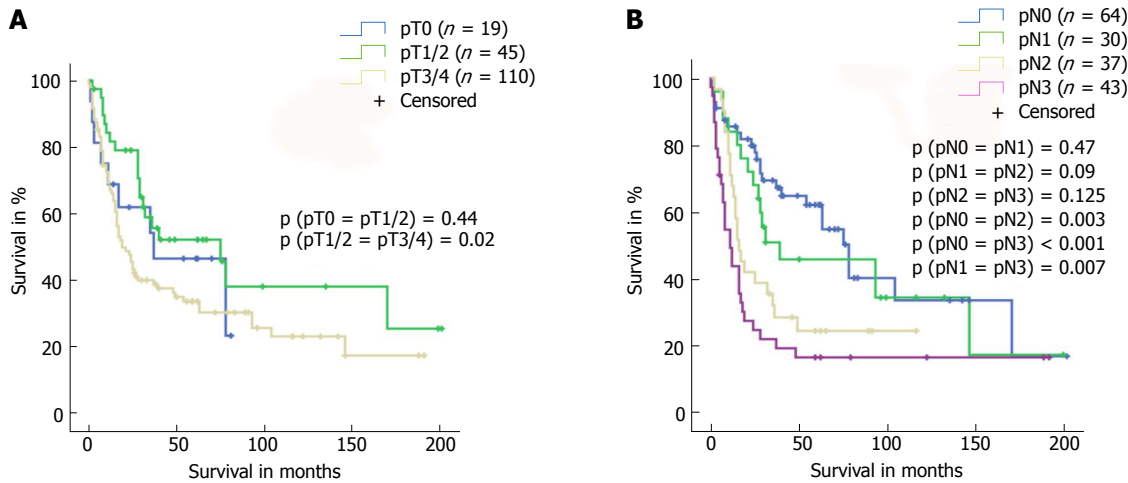 A
pT0 (n = 19)
pT1/2 (n = 45)
pT3/4 (n = 110)
Censored
100
80
60
40
20
0
Survival in %
p (pT0 = pT1/2) = 0.44
p (pT1/2 = pT3/4) = 0.02
0 50 100 150 200
Survival in months
B
pN0 (n = 64)
pN1 (n = 30)
pN2 (n = 37)
pN3 (n = 43)
Censored
100
80
60
40
20
0
Survival in %
p (pN0 = pN1) = 0.47
p (pN1 = pN2) = 0.09
p (pN2 = pN3) = 0.125
p (pN0 = pN2) = 0.003
p (pN0 = pN3) < 0.001
p (pN1 = pN3) = 0.007
0 50 100 150 200
Survival in months